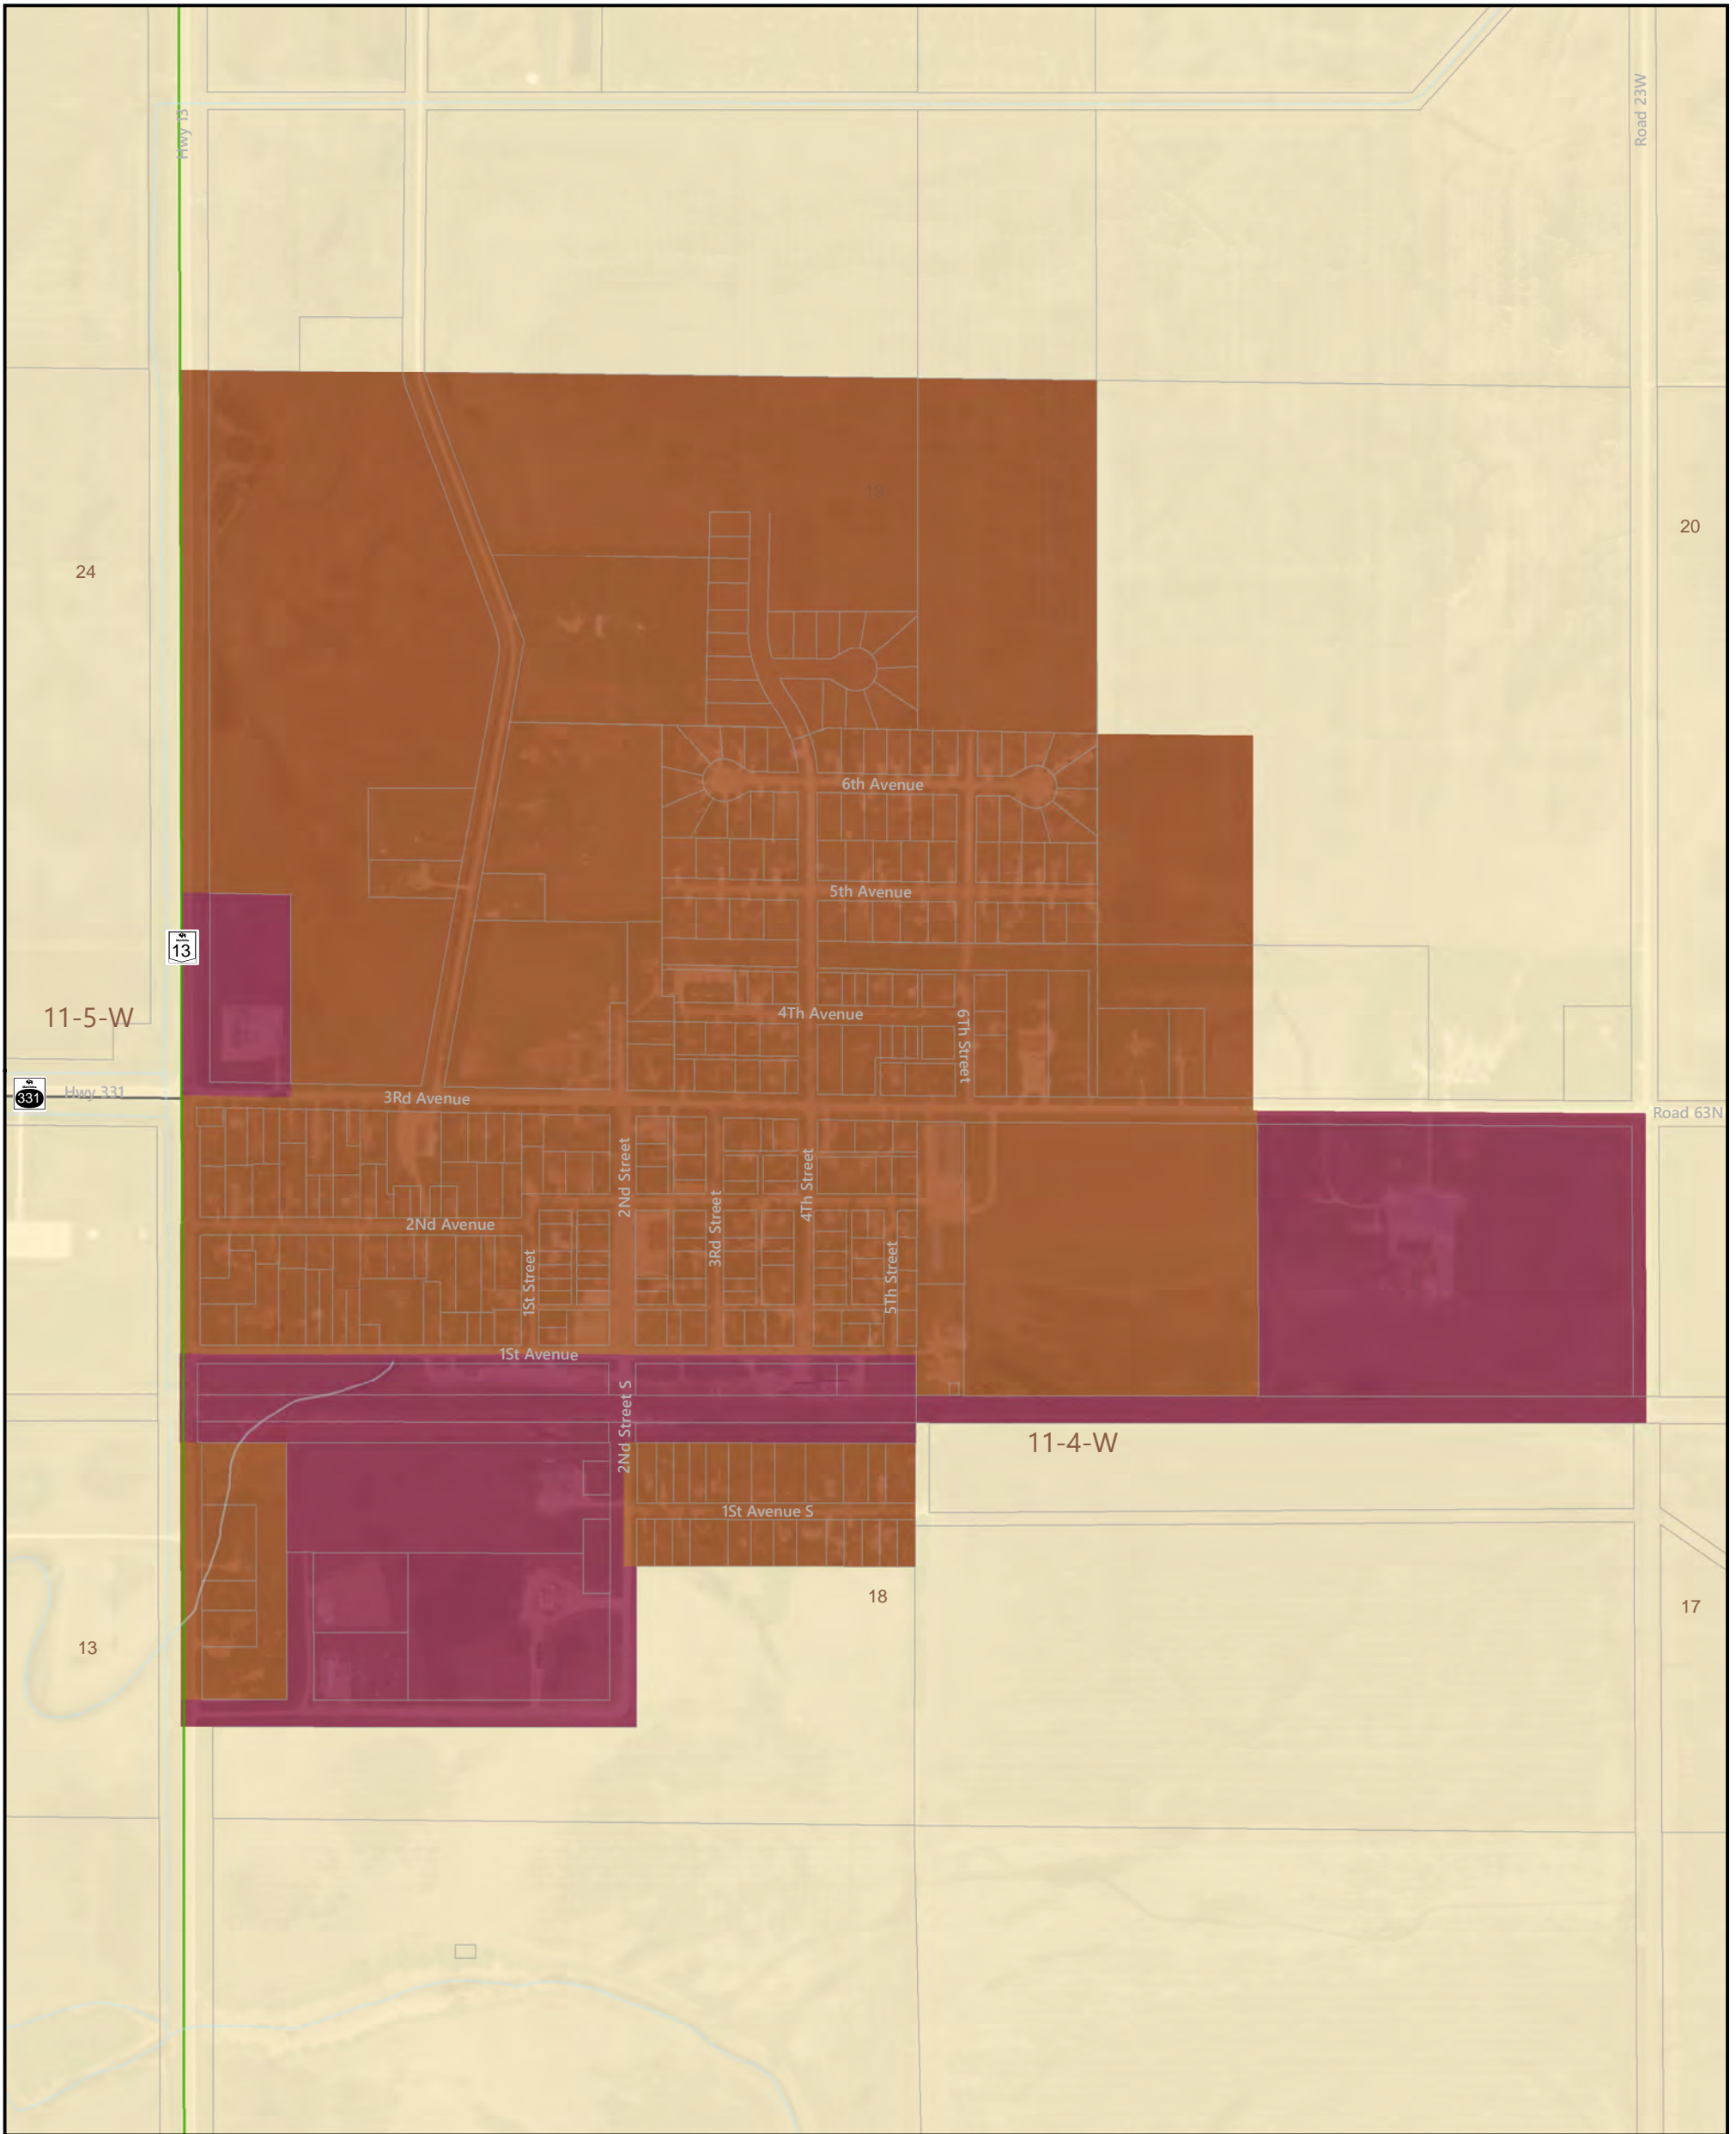 Hwy 13
Road 23W
19
20
24
6th Avenue
5th Avenue
13
11-5-W
4Th Avenue
6Th Street
331
Hwy 331
3Rd Avenue
Road 63N
2Nd Street
4Th Street
3Rd Street
2Nd Avenue
1St Street
5Th Street
1St Avenue
2Nd Street S
11-4-W
1St Avenue S
18
17
13